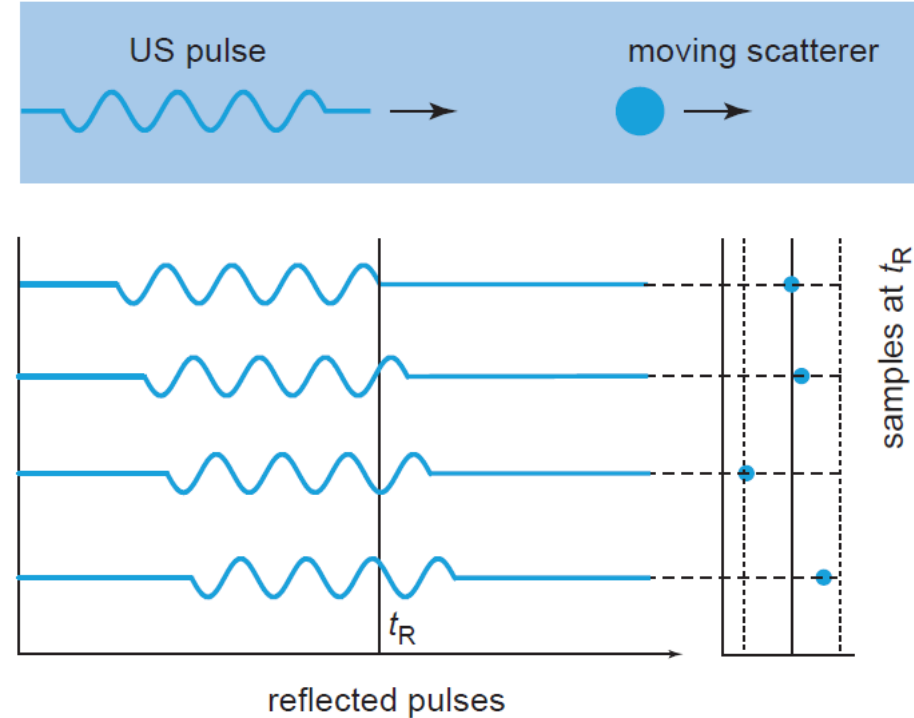 US pulse
moving scatterer
samples at tR
tR
reflected pulses